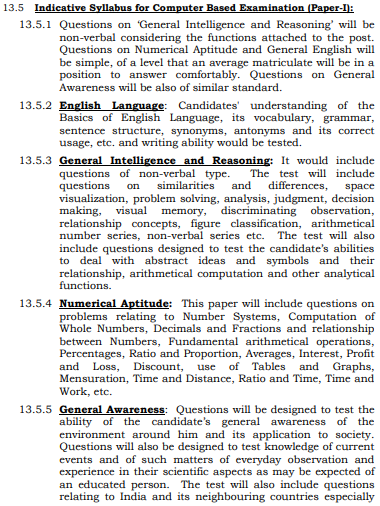 13.5 Indicative Syllabus for Computer Based Examination (Paper-I):
13.5.1 Questions on 'General Intelligence and Reasoning' will be
non-verbal considering the functions attached to the post.
Questions on Numerical Aptitude and General English will
be simple, of a level that an average matriculate will be in a
position to answer comfortably. Questions on General
Awareness will be also of similar standard.
13.5.2 English Language: Candidates' understanding of the
Basics of English Language, its vocabulary, grammar,
sentence structure, synonyms, antonyms and its correct
usage, etc. and writing ability would be tested.
13.5.3 General Intelligence and Reasoning: It would include
questions of non-verbal type. The test will include
questions on similarities and differences, space
visualization, problem solving, analysis, judgment, decision
making, visual memory, discriminating observation,
relationship concepts, figure classification, arithmetical
number series, non-verbal series etc. The test will also
include questions designed to test the candidate's abilities
to deal with abstract ideas and symbols and their
relationship, arithmetical computation and other analytical
functions.
13.5.4 Numerical Aptitude: This paper will include questions on
problems relating to Number Systems, Computation of
Whole Numbers, Decimals and Fractions and relationship
between Numbers, Fundamental arithmetical operations,
Percentages, Ratio and Proportion, Averages, Interest, Profit
and Loss, Discount, use of Tables and Graphs,
Mensuration, Time and Distance, Ratio and Time, Time and
Work, etc.
13.5.5 General Awareness: Questions will be designed to test the
ability of the candidate's general awareness of the
environment around him and its application to society.
Questions will also be designed to test knowledge of current
events and of such matters of everyday observation and
experience in their scientific aspects as may be expected of
an educated person. The test will also include questions
relating to India and its neighbouring countries especially